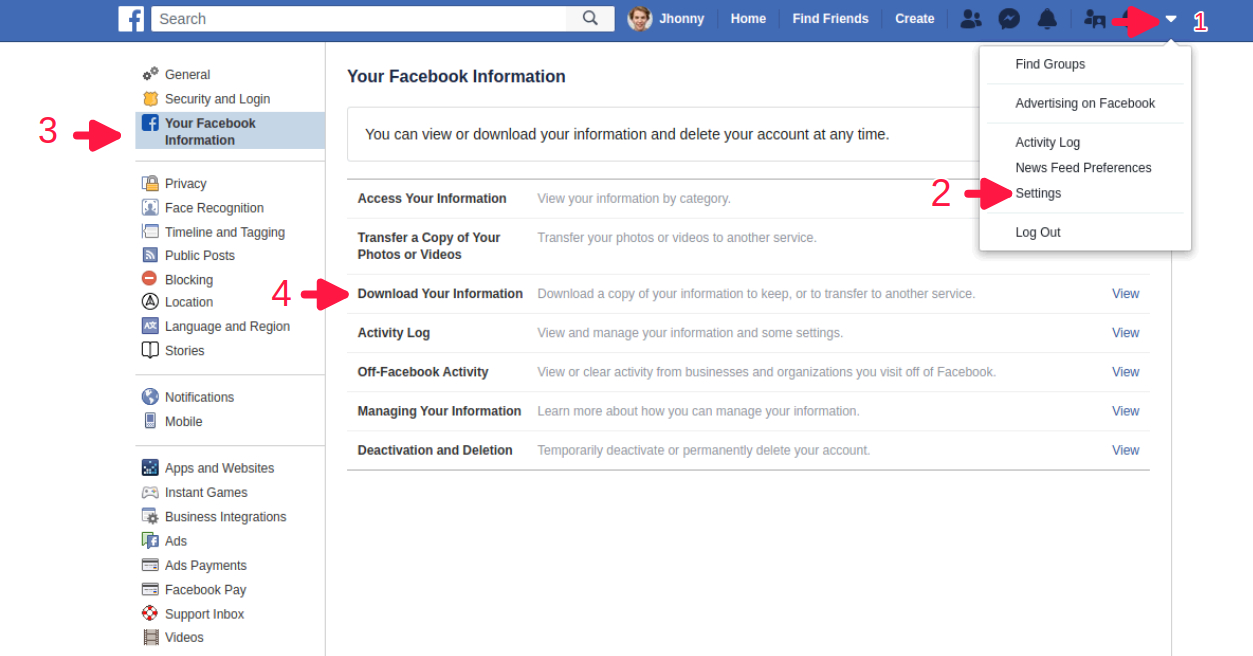 Search
Jhonny
Home
Find Friends
Create
1
General
Security and Login
3
Your Facebook
Information
Privacy
Face Recognition
Timeline and Tagging
Public Posts
Blocking
Location
Language and Region
Stories
Notifications
Mobile
Apps and Websites
Instant Games
Business Integrations
Ads
Ads Payments
Facebook Pay
Support Inbox
Videos
Your Facebook Information
You can view or download your information and delete your account at any time.
Access Your Information
View your information by category.
Transfer a Copy of Your
Photos or Videos
Transfer your photos or videos to another service.
4
Download Your Information
Download a copy of your information to keep, or to transfer to another service.
View
Activity Log
View and manage your information and some settings.
View
Off-Facebook Activity
View or clear activity from businesses and organizations you visit off of Facebook.
View
Managing Your Information
Learn more about how you can manage your information.
View
Deactivation and Deletion
Temporarily deactivate or permanently delete your account.
View
Find Groups
Advertising on Facebook
Activity Log
News Feed Preferences
2
Settings
Log Out